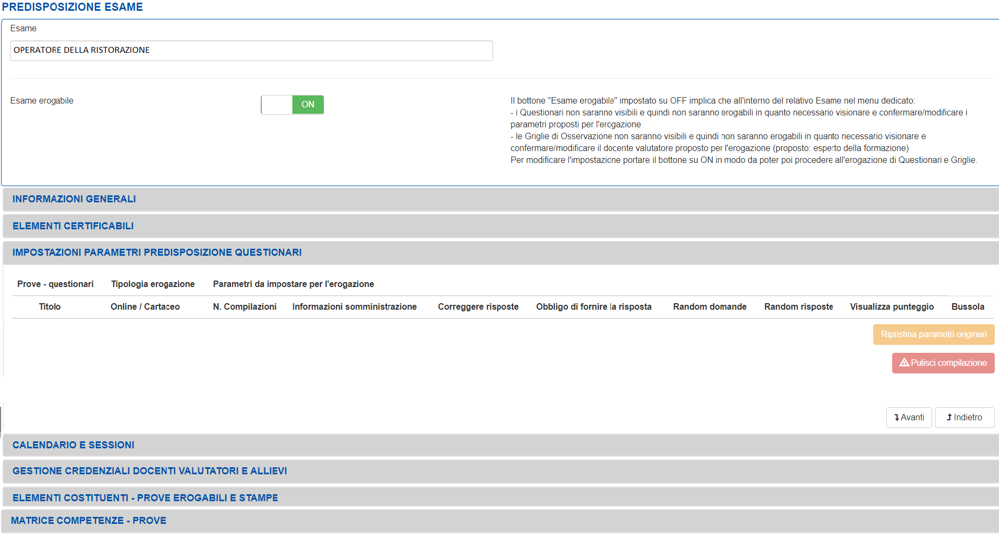 PREDISPOSIZIONE ESAME
Esame
OPERATORE DELLA RISTORAZIONE
Esame erogabile
ON
Il bottone "Esame erogabile" impostato su OFF implica che all'interno del relativo Esame nel menu dedicato:
- i Questionari non saranno visibili e quindi non saranno erogabili in quanto necessario visionare e confermare/modificare i
parametri proposti per l'erogazione
- le Griglie di Osservazione non saranno visibili e quindi non saranno erogabili in quanto necessario visionare e
confermare/modificare il docente valutatore proposto per l'erogazione (proposto: esperto della formazione)
Per modificare l'impostazione portare il bottone su ON in modo da poter poi procedere all'erogazione di Questionari e Griglie.
INFORMAZIONI GENERALI
ELEMENTI CERTIFICABILI
IMPOSTAZIONI PARAMETRI PREDISPOSIZIONE QUESTIONARI
Prove - questionari Tipologia erogazione Parametri da impostare per l'erogazione
Titolo Online / Cartaceo N. Compilazioni Informazioni somministrazione Correggere risposte Obbligo di fornire la risposta Random domande Random risposte Visualizza punteggio Bussola
Ripristina parametri originari
Pulisci compilazione
Avanti Indietro
CALENDARIO E SESSIONI
GESTIONE CREDENZIALI DOCENTI VALUTATORI E ALLIEVI
ELEMENTI COSTITUENTI - PROVE EROGABILI E STAMPE
MATRICE COMPETENZE - PROVE